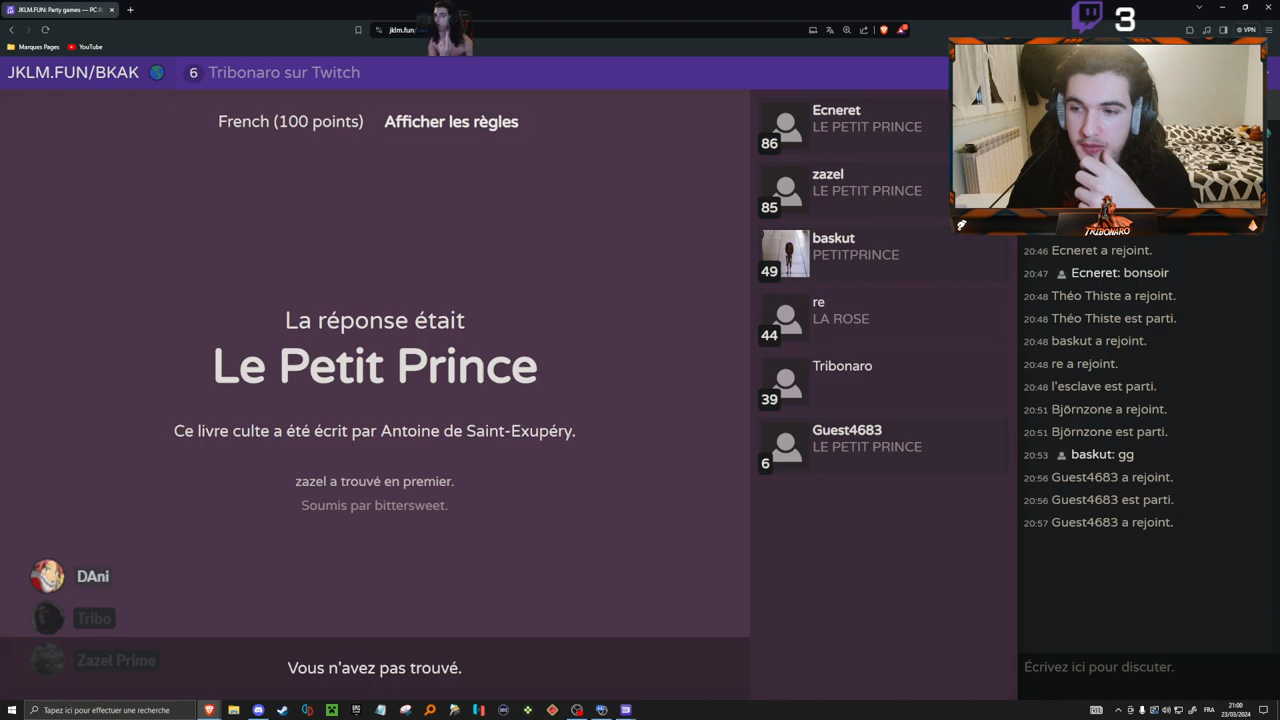 JKLM.FUN: Party games — PC &
3
jklm.fun/
VPN
Marques Pages
YouTube
JKLM.FUN/BKAK
6
Tribonaro sur Twitch
French (100 points)
Afficher les règles
La réponse était
Le Petit Prince
Ce livre culte a été écrit par Antoine de Saint-Exupéry.
zazel a trouvé en premier.
Soumis par bittersweet.
DAni
Tribo
Zazel Prime
Vous n'avez pas trouvé.
Ecneret
LE PETIT PRINCE
86
zazel
LE PETIT PRINCE
85
baskut
PETITPRINCE
49
re
LA ROSE
44
Tribonaro
39
Guest4683
LE PETIT PRINCE
6
TRIBONARO
20:46 Ecneret a rejoint.
20:47 Ecneret: bonsoir
20:48 Théo Thiste a rejoint.
20:48 Théo Thiste est parti.
20:48 baskut a rejoint.
20:48 re a rejoint.
20:48 l'esclave est parti.
20:51 Björnzone a rejoint.
20:51 Björnzone est parti.
20:53 baskut: gg
20:56 Guest4683 a rejoint.
20:56 Guest4683 est parti.
20:57 Guest4683 a rejoint.
Écrivez ici pour discuter.
Tapez ici pour effectuer une recherche
FRA
21:00
23/03/2024